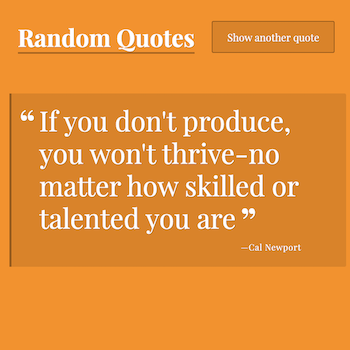 Random Quotes
Show another quote
“ If you don't produce,
you won't thrive-no
matter how skilled or
talented you are ”
—Cal Newport